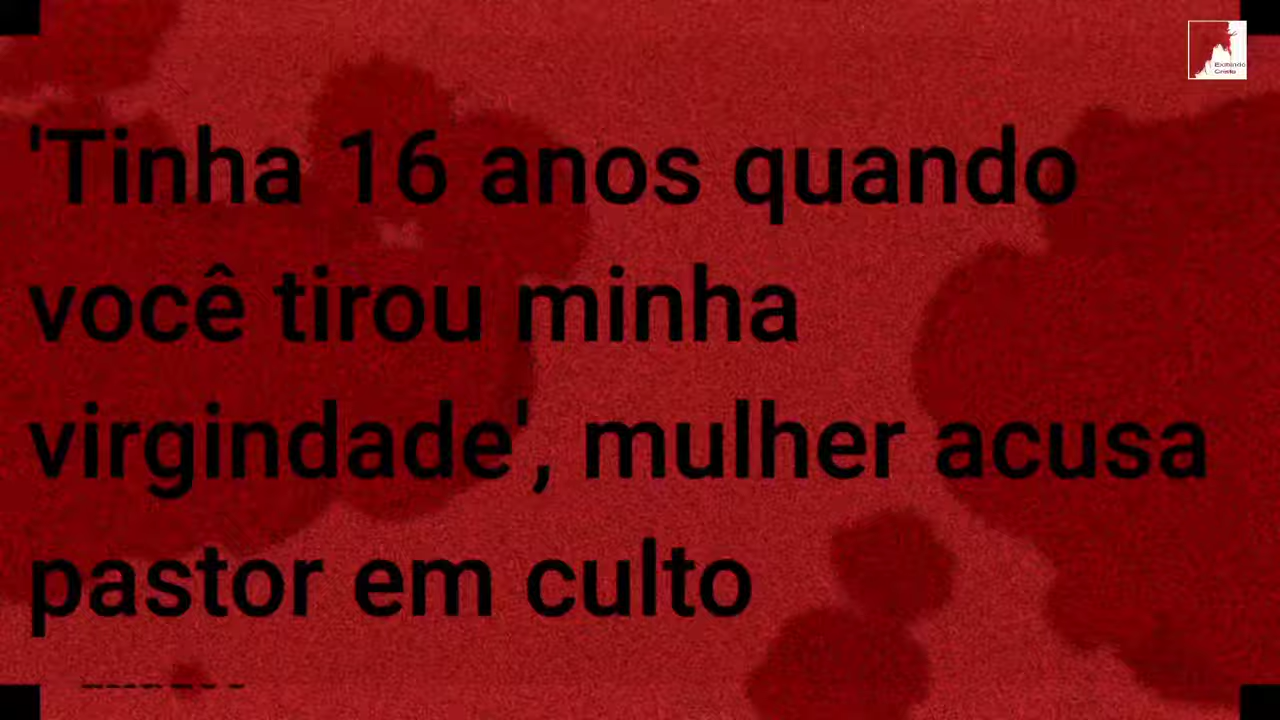 'Tinha 16 anos quando
você tirou minha
virgindade', mulher acusa
pastor em culto